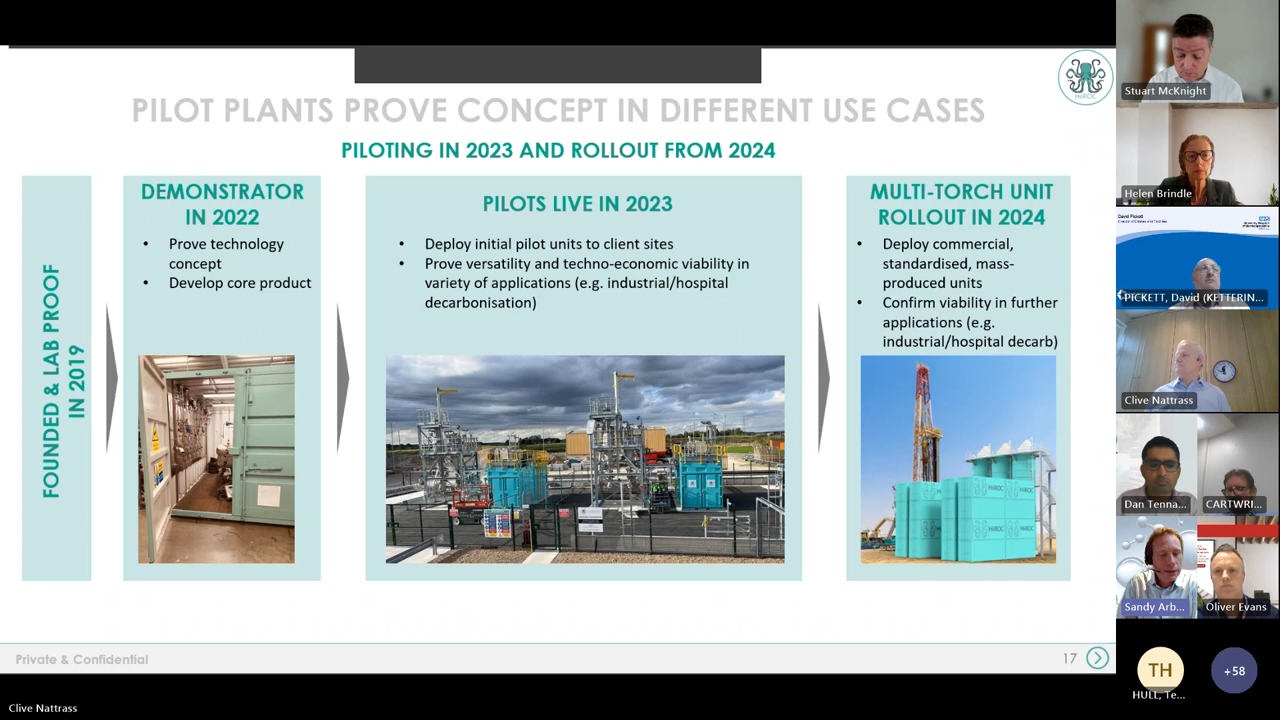 PILOT PLANTS PROVE CONCEPT IN DIFFERENT USE CASES
PILOTING IN 2023 AND ROLLOUT FROM 2024
FOUNDED & LAB PROOF
IN 2019
DEMONSTRATOR
IN 2022
• Prove technology
concept
• Develop core product
PILOTS LIVE IN 2023
• Deploy initial pilot units to client sites
• Prove versatility and techno-economic viability in
variety of applications (e.g. industrial/hospital
decarbonisation)
MULTI-TORCH UNIT
ROLLOUT IN 2024
• Deploy commercial,
standardised, mass-
produced units
• Confirm viability in further
applications (e.g.
industrial/hospital decarb)
HiiROC
HiiROC
Private & Confidential
17
Clive Nattrass
Stuart McKnight
Helen Brindle
David Pickett
NHS
PICKETT, David (KETTERIN...
Clive Nattrass
Dan Tenna...
CARTWRI...
Sandy Arb...
Oliver Evans
TH
+58
HULL, Te...